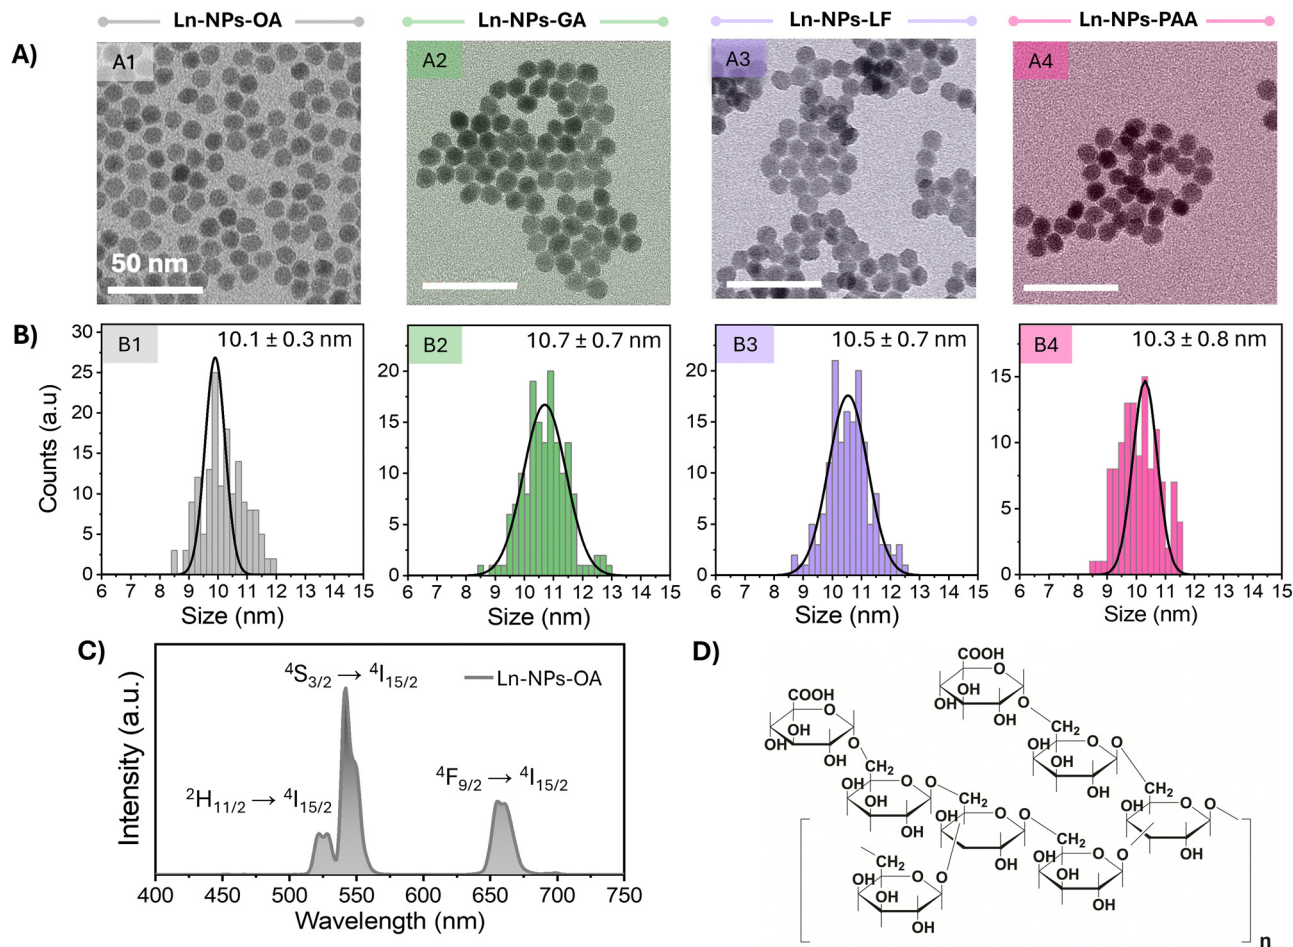 Ln-NPs-OA
Ln-NPs-GA
Ln-NPs-LF
Ln-NPs-PAA
A)
A1
A2
A3
A4
50 nm
B)
B1
10.1 ± 0.3 nm
B2
10.7 ± 0.7 nm
B3
10.5 ± 0.7 nm
B4
10.3 ± 0.8 nm
Counts (a.u)
30
25
20
15
10
5
0
6 7 8 9 10 11 12 13 14 15
Size (nm)
20
15
10
5
0
6 7 8 9 10 11 12 13 14 15
Size (nm)
20
15
10
5
0
6 7 8 9 10 11 12 13 14 15
Size (nm)
15
10
5
0
6 7 8 9 10 11 12 13 14 15
Size (nm)
C)
Intensity (a.u.)
⁴S₃/₂ → ⁴I₁₅/₂
Ln-NPs-OA
²H₁₁/₂ → ⁴I₁₅/₂
⁴F₉/₂ → ⁴I₁₅/₂
400 450 500 550 600 650 700 750
Wavelength (nm)
D)
COOH
O
OH
OH
OH
O
COOH
O
OH
OH
OH
O
CH₂
O
OH
OH
OH
O
CH₂
O
OH
OH
OH
O
CH₂
O
OH
OH
O
CH₂
O
OH
O
OH
CH₂
O
OH
OH
OH
O
CH₂
O
OH
OH
OH
O
n